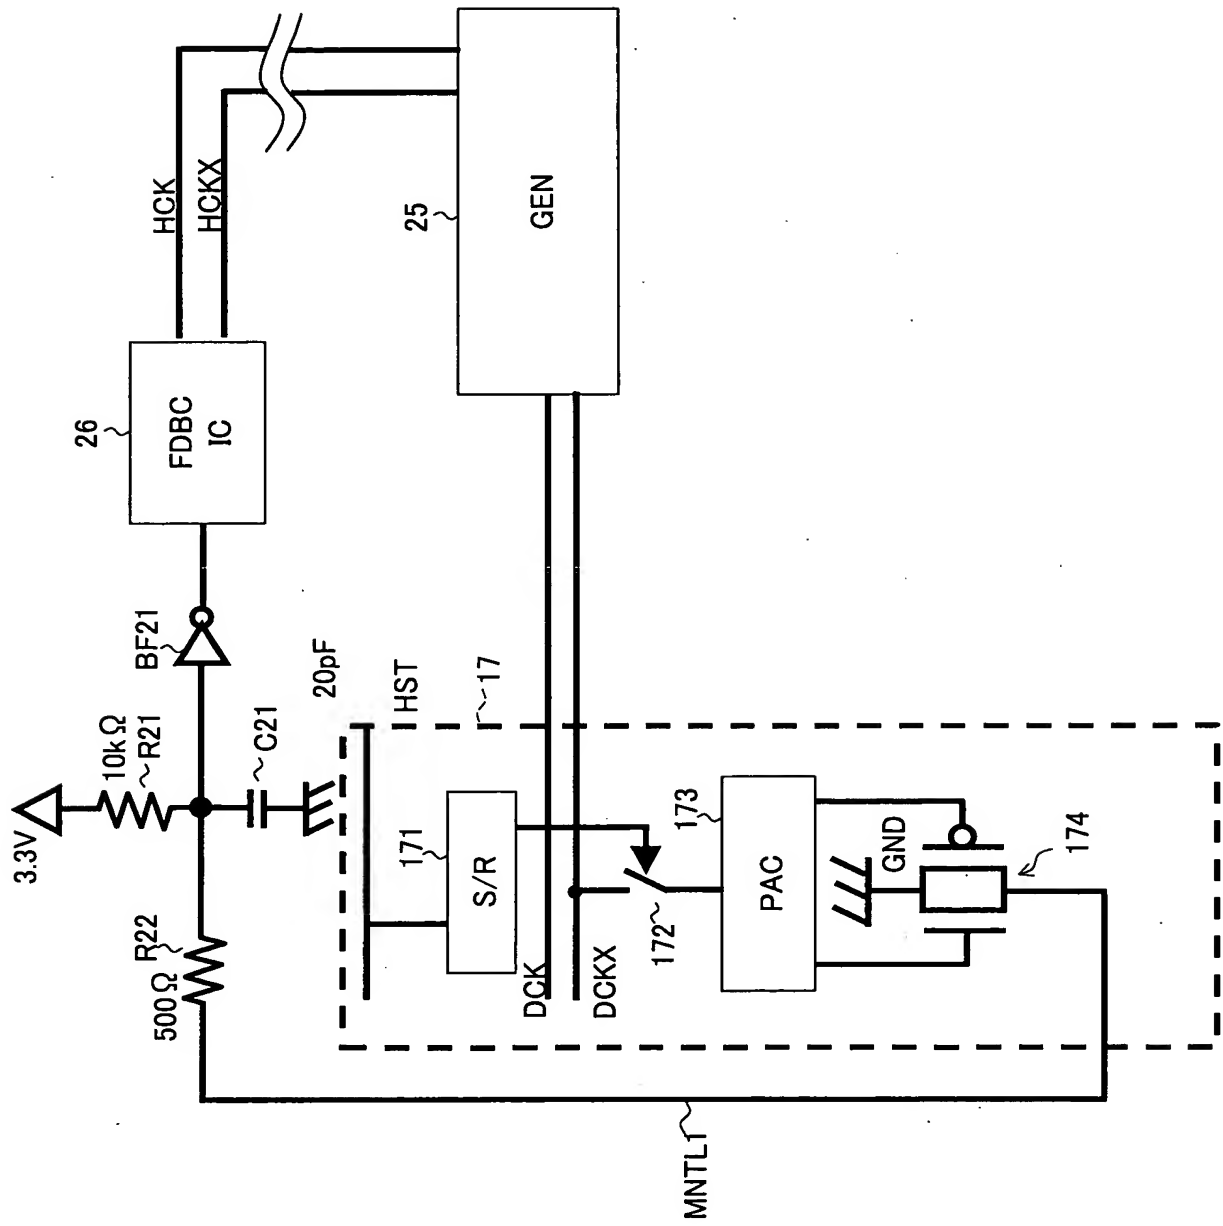 3.3V
10kΩ
R21
500Ω
R22
C21
20pF
BF21
26
FDBC
IC
HCK
HCKX
25
GEN
HST
17
171
S/R
DCK
DCKX
172
173
PAC
GND
174
MNTL1